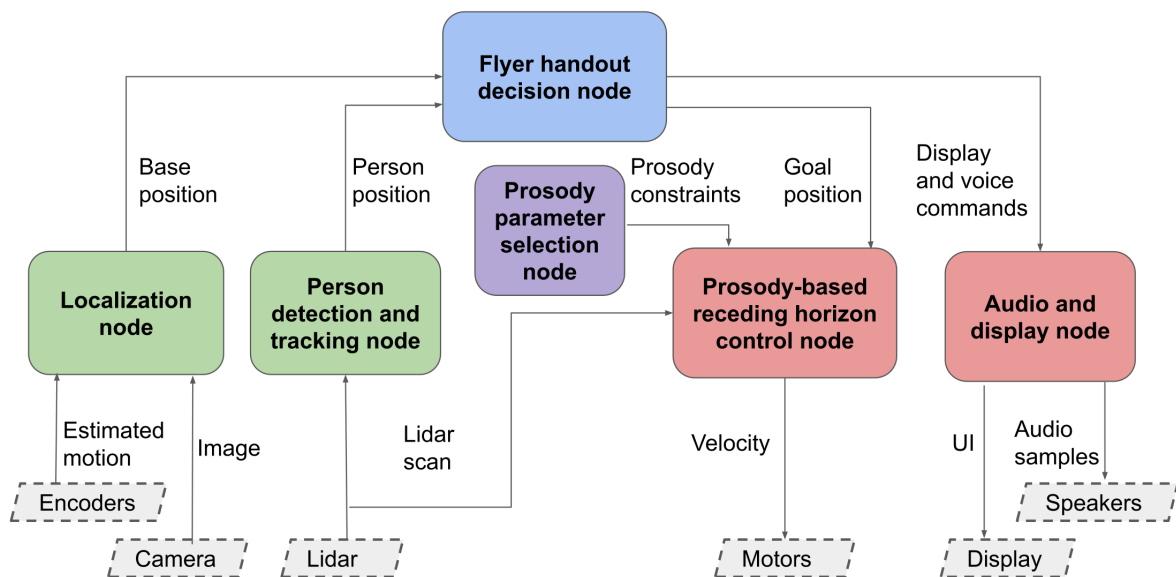 Flyer handout
decision node
Base
position
Person
position
Prosody
constraints
Goal
position
Display
and voice
commands
Prosody
parameter
selection
node
Localization
node
Person
detection and
tracking node
Prosody-based
receding horizon
control node
Audio and
display node
Estimated
motion
Image
Lidar
scan
Velocity
UI
Audio
samples
Encoders
Speakers
Camera
Lidar
Motors
Display